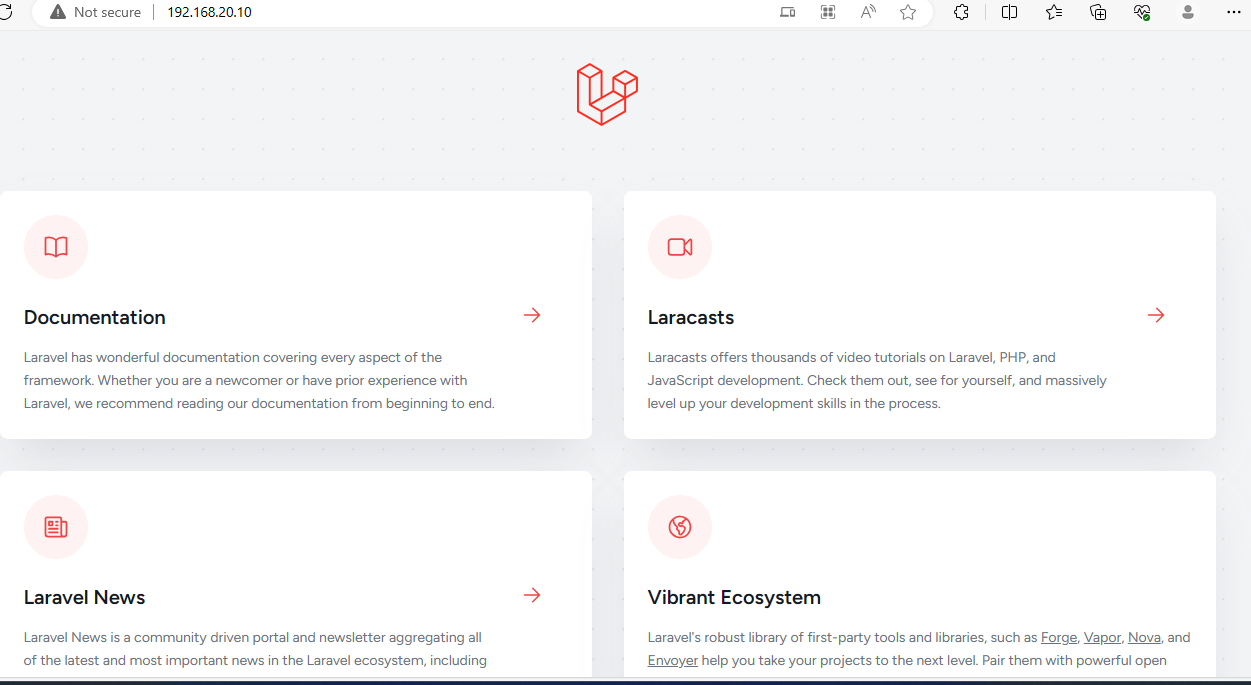 Not secure
192.168.20.10
Documentation
Laravel has wonderful documentation covering every aspect of the
framework. Whether you are a newcomer or have prior experience with
Laravel, we recommend reading our documentation from beginning to end.
Laracasts
Laracasts offers thousands of video tutorials on Laravel, PHP, and
JavaScript development. Check them out, see for yourself, and massively
level up your development skills in the process.
Laravel News
Laravel News is a community driven portal and newsletter aggregating all
of the latest and most important news in the Laravel ecosystem, including
Vibrant Ecosystem
Laravel's robust library of first-party tools and libraries, such as Forge, Vapor, Nova, and
Envoyer help you take your projects to the next level. Pair them with powerful open